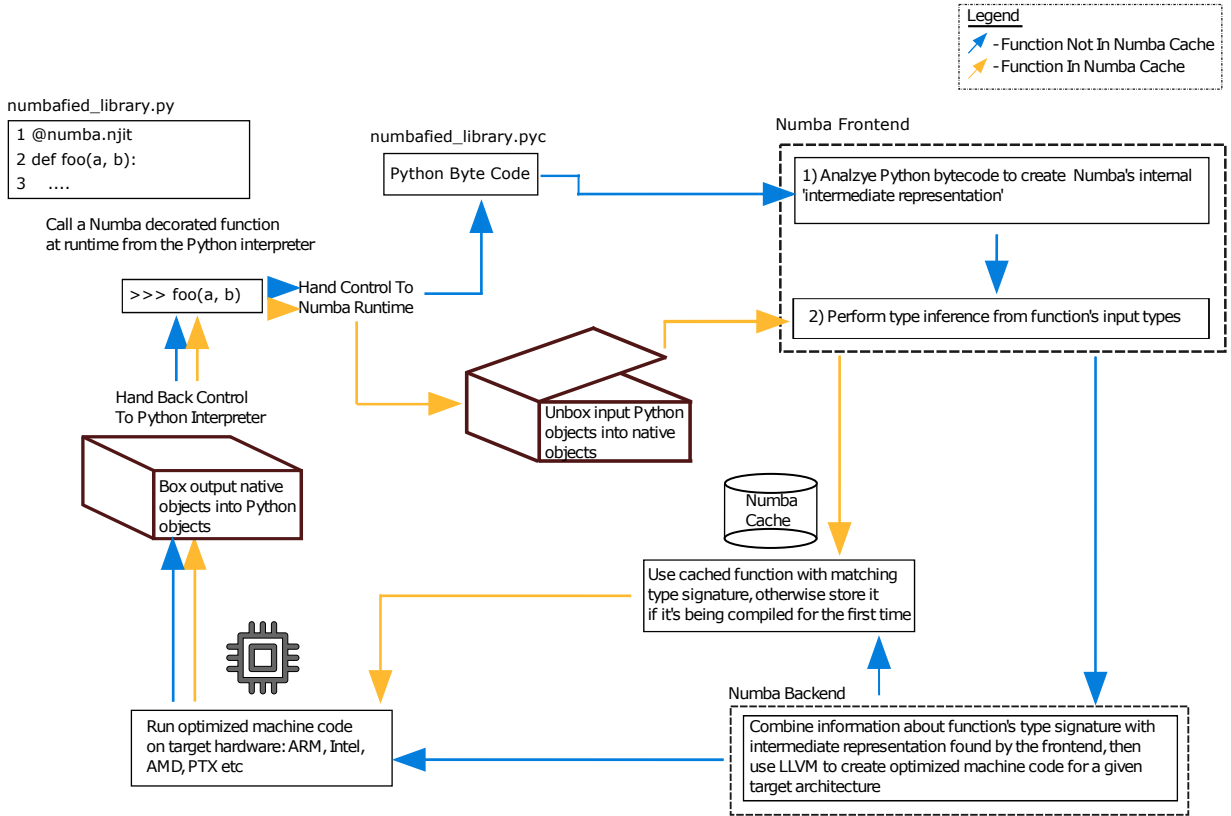 Legend
- Function Not In Numba Cache
- Function In Numba Cache
numbafied_library.py
1 @numba.njit
2 def foo(a, b):
3 ....
numbafied_library.pyc
Python Byte Code
Numba Frontend
1) Analzye Python bytecode to create Numba's internal
'intermediate representation'
Call a Numba decorated function
at runtime from the Python interpreter
>>> foo(a, b)
Hand Control To
Numba Runtime
2) Perform type inference from function's input types
Hand Back Control
To Python Interpreter
Unbox input Python
objects into native
objects
Box output native
objects into Python
objects
Numba
Cache
Use cached function with matching
type signature, otherwise store it
if it's being compiled for the first time
Numba Backend
Run optimized machine code
on target hardware: ARM, Intel,
AMD, PTX etc
Combine information about function's type signature with
intermediate representation found by the frontend, then
use LLVM to create optimized machine code for a given
target architecture